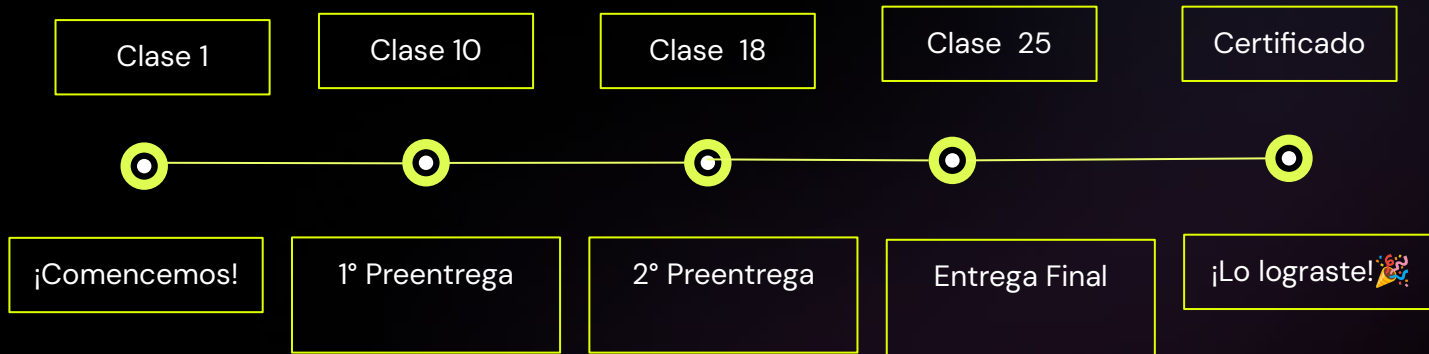 Clase 1
Clase 10
Clase  18
Clase  25
Certificado
¡Comencemos!
1° Preentrega
2° Preentrega
Entrega Final
¡Lo lograste!🎉